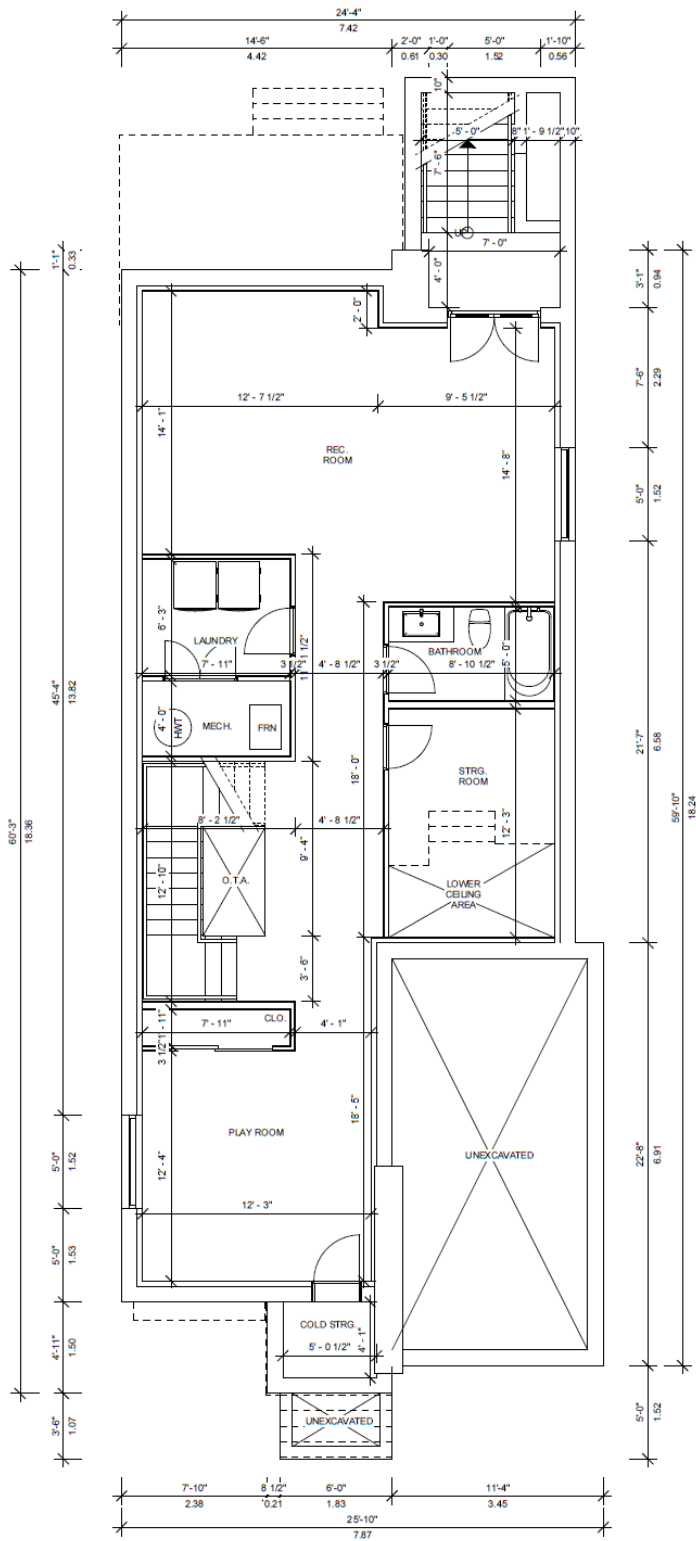 24'-4"
7.42
14'-6"
2'-0"
1'-0"
5'-0"
1'-10"
4.42
0.61
0.30
1.52
0.56
10"
5' - 0"
8"
1' - 9 1/2"
10"
7' - 6"
UP
7' - 0"
4' - 0"
1'-1"
0.33
3'-1"
0.94
2' - 0"
7'-6"
2.29
12' - 7 1/2"
9' - 5 1/2"
14' - 1"
14' - 8"
REC.
ROOM
5'-0"
1.52
6' - 3"
LAUNDRY
BATHROOM
7' - 11"
3 1/2"
4' - 8 1/2"
3 1/2"
8' - 10 1/2"
5' - 0"
45'-4"
13.82
4' - 0"
HWT
MECH.
FRN
21'-7"
6.58
18' - 0"
STRG.
ROOM
12' - 3"
8' - 2 1/2"
4' - 8 1/2"
60'-3"
18.36
59'-10"
18.24
9' - 4"
12' - 10"
O.T.A.
LOWER
CEILING
AREA
3' - 6"
CLO.
1' - 11"
7' - 11"
4' - 1"
3 1/2"
18' - 5"
PLAY ROOM
UNEXCAVATED
5'-0"
1.52
22'-8"
6.91
12' - 4"
12' - 3"
5'-0"
1.53
COLD STRG.
4'-11"
1.50
5' - 0 1/2"
4' - 1"
3'-6"
1.07
UNEXCAVATED
5'-0"
1.52
7'-10"
8 1/2"
6'-0"
11'-4"
2.38
0.21
1.83
3.45
25'-10"
7.87